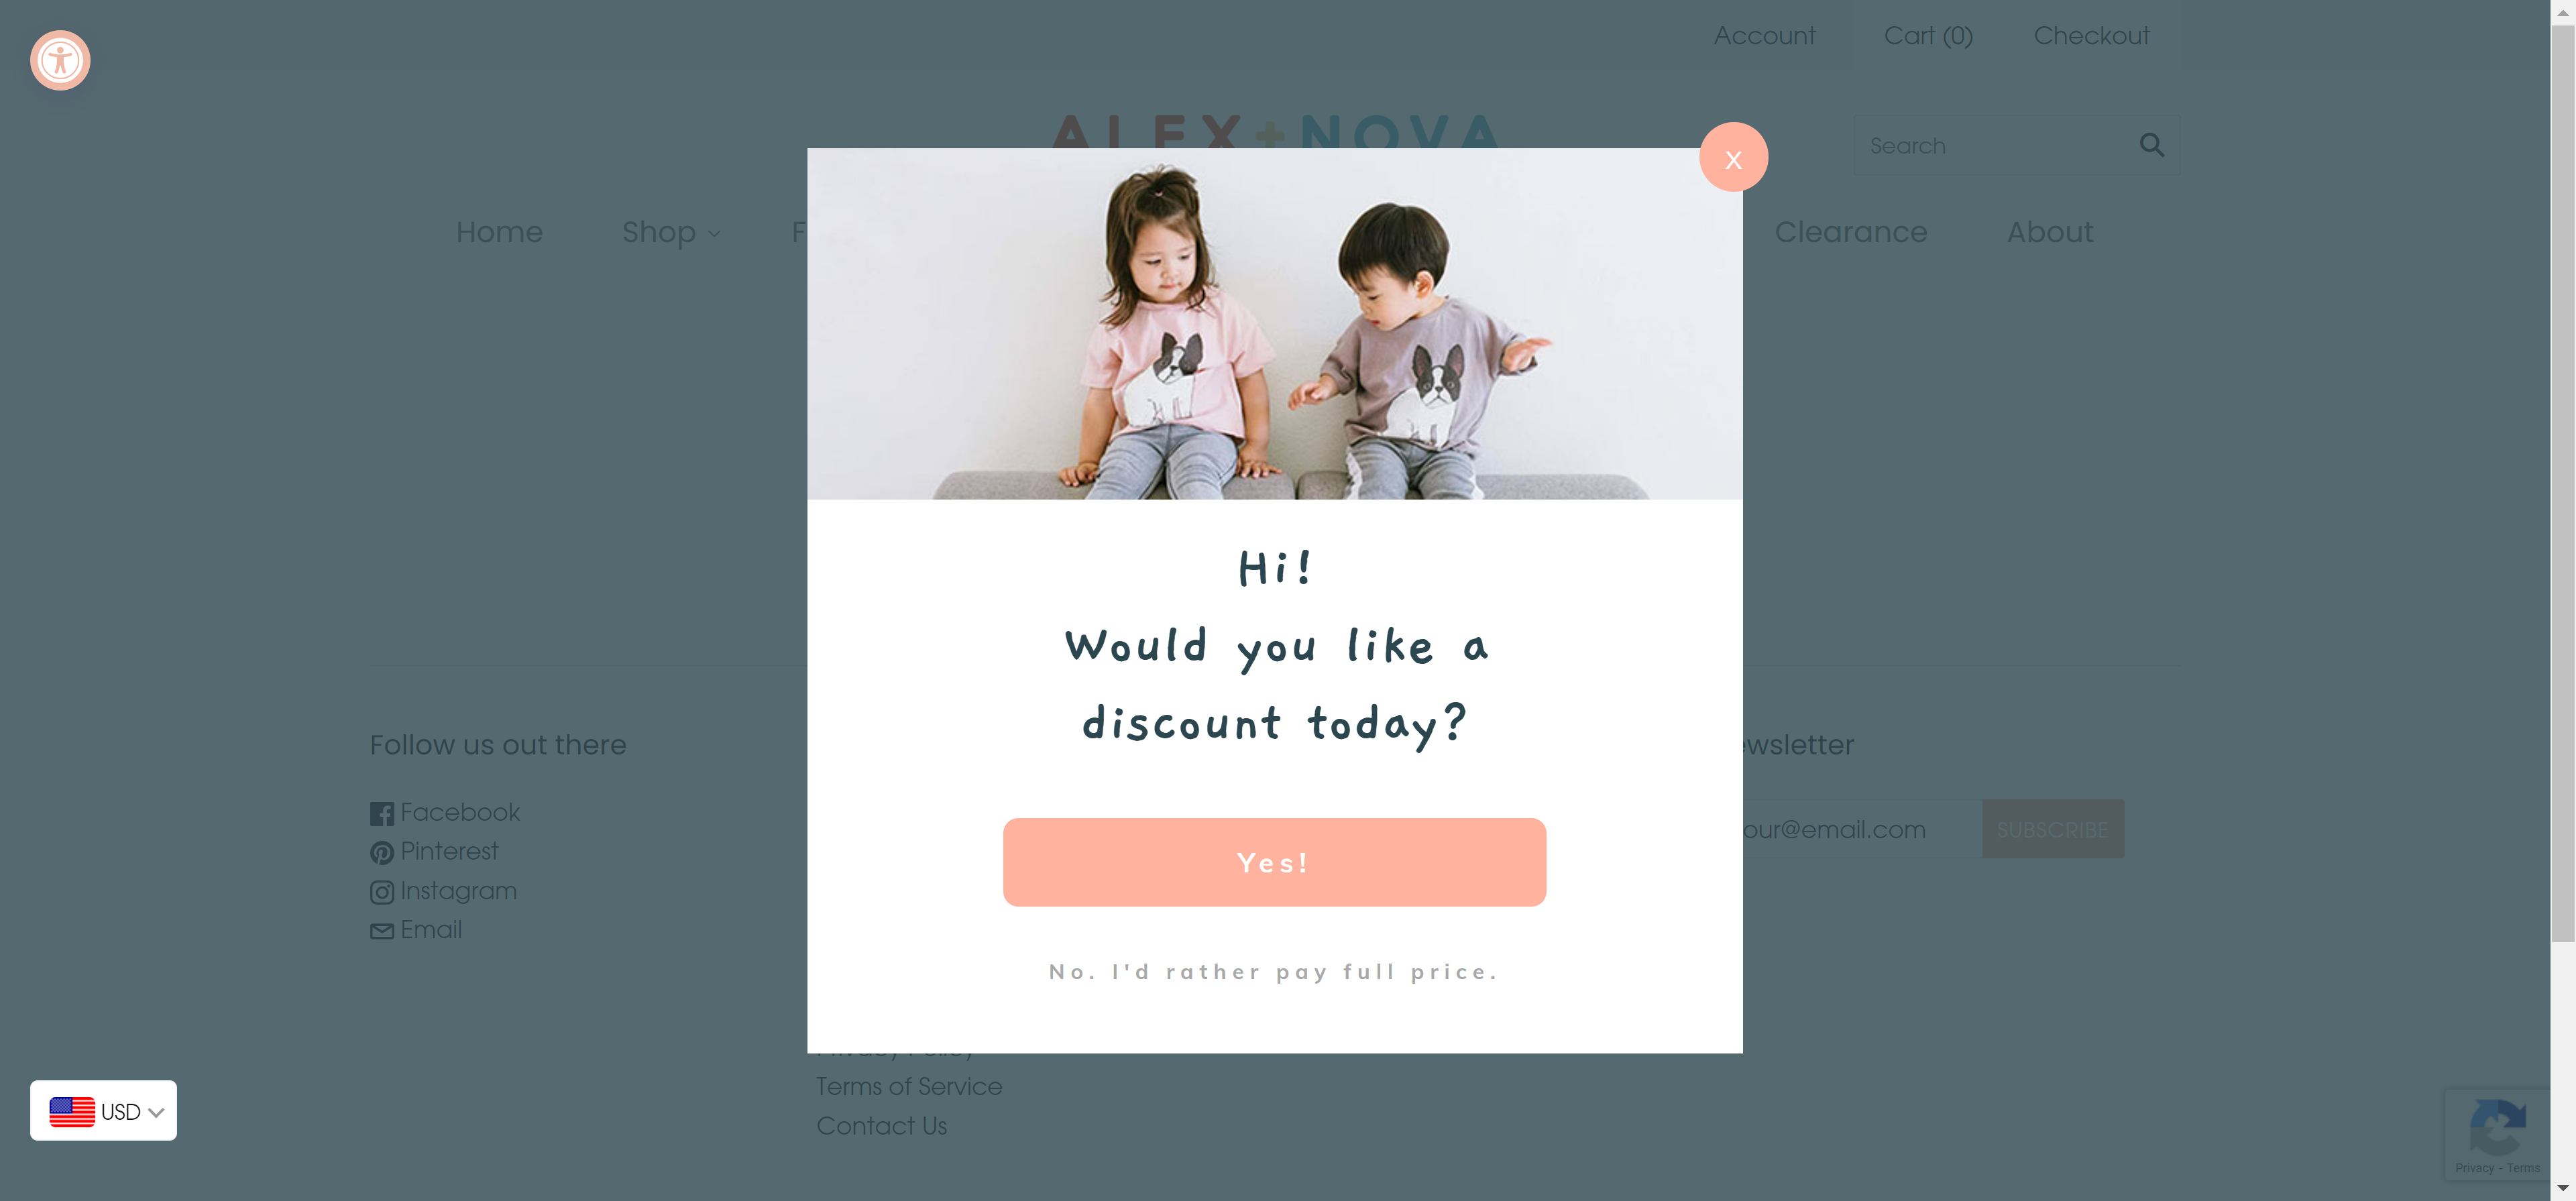 Account
Cart (0)
Checkout
ALEX+NOVA
Search
x
Home
Shop
Clearance
About
Hi!
Would you like a
discount today?
Yes!
No. I'd rather pay full price.
Follow us out there
Facebook
Pinterest
Instagram
Email
ewsletter
our@email.com
SUBSCRIBE
Privacy Policy
Terms of Service
Contact Us
USD
Privacy - Terms